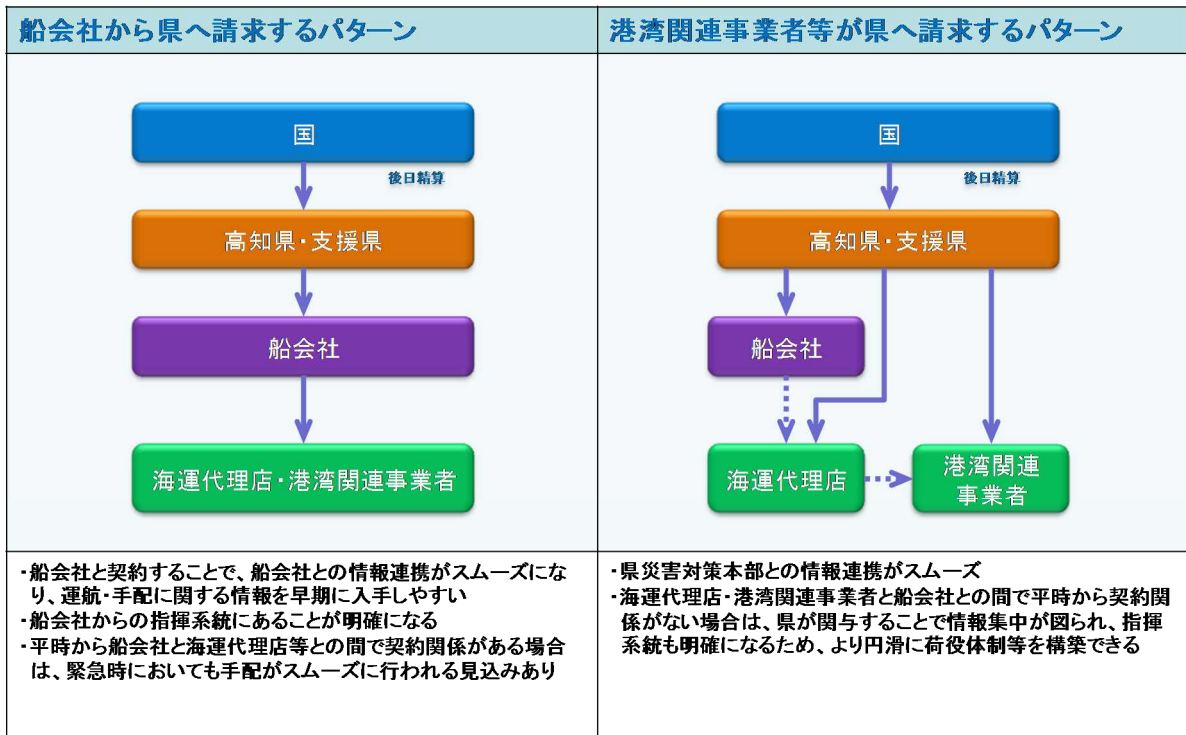 船会社から県へ請求するパターン
国
後日精算
高知県・支援県
船会社
海運代理店・港湾関連事業者
・船会社と契約することで、船会社との情報連携がスムーズにな
り、運航・手配に関する情報を早期に入手しやすい
・船会社からの指揮系統にあることが明確になる
・平時から船会社と海運代理店等との間で契約関係がある場合
は、緊急時においても手配がスムーズに行われる見込みあり
港湾関連事業者等が県へ請求するパターン
国
後日精算
高知県・支援県
船会社
海運代理店
港湾関連
事業者
・県災害対策本部との情報連携がスムーズ
・海運代理店・港湾関連事業者と船会社との間で平時から契約関
係がない場合は、県が関与することで情報集中が図られ、指揮
系統も明確になるため、より円滑に荷役体制等を構築できる